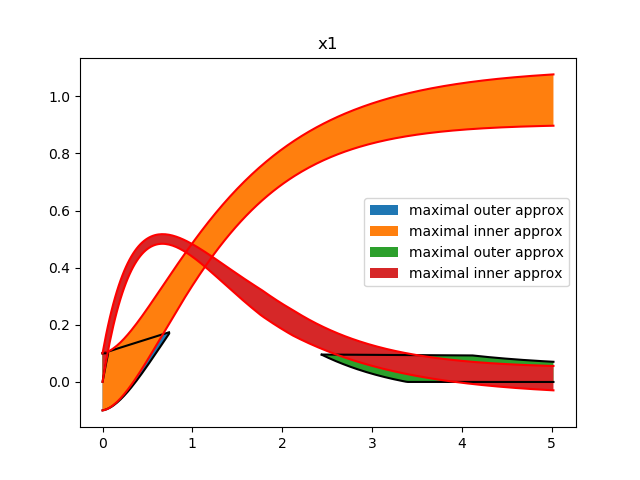 x1
1.0
0.8
0.6
0.4
0.2
0.0
maximal outer approx
maximal inner approx
maximal outer approx
maximal inner approx
0 1 2 3 4 5